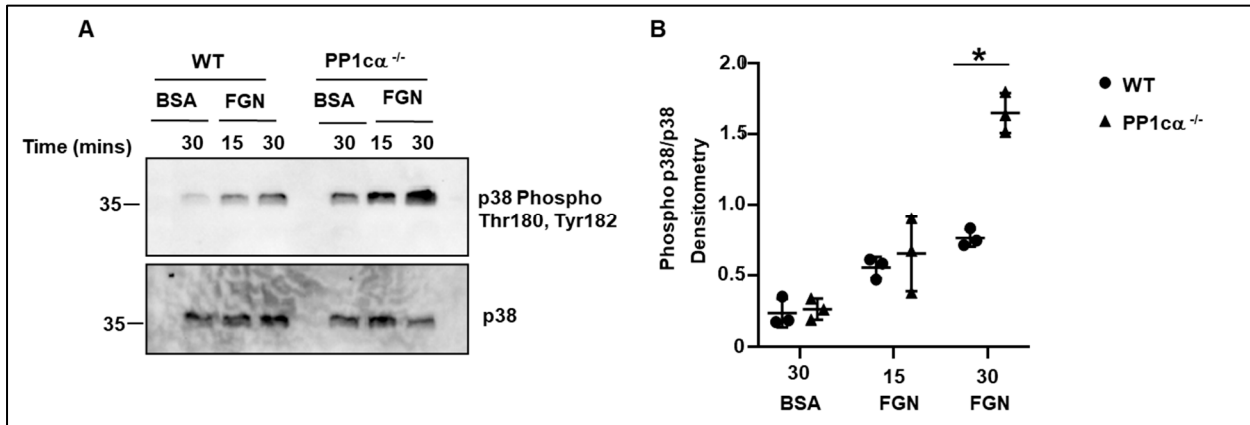 A
WT PP1cα -/-
BSA FGN BSA FGN
Time (mins) 30 15 30 30 15 30
35
p38 Phospho
Thr180, Tyr182
35
p38
B
Phospho p38/p38
Densitometry
2.0
1.5
1.0
0.5
0
*
30 15 30
BSA FGN FGN
WT
PP1cα -/-